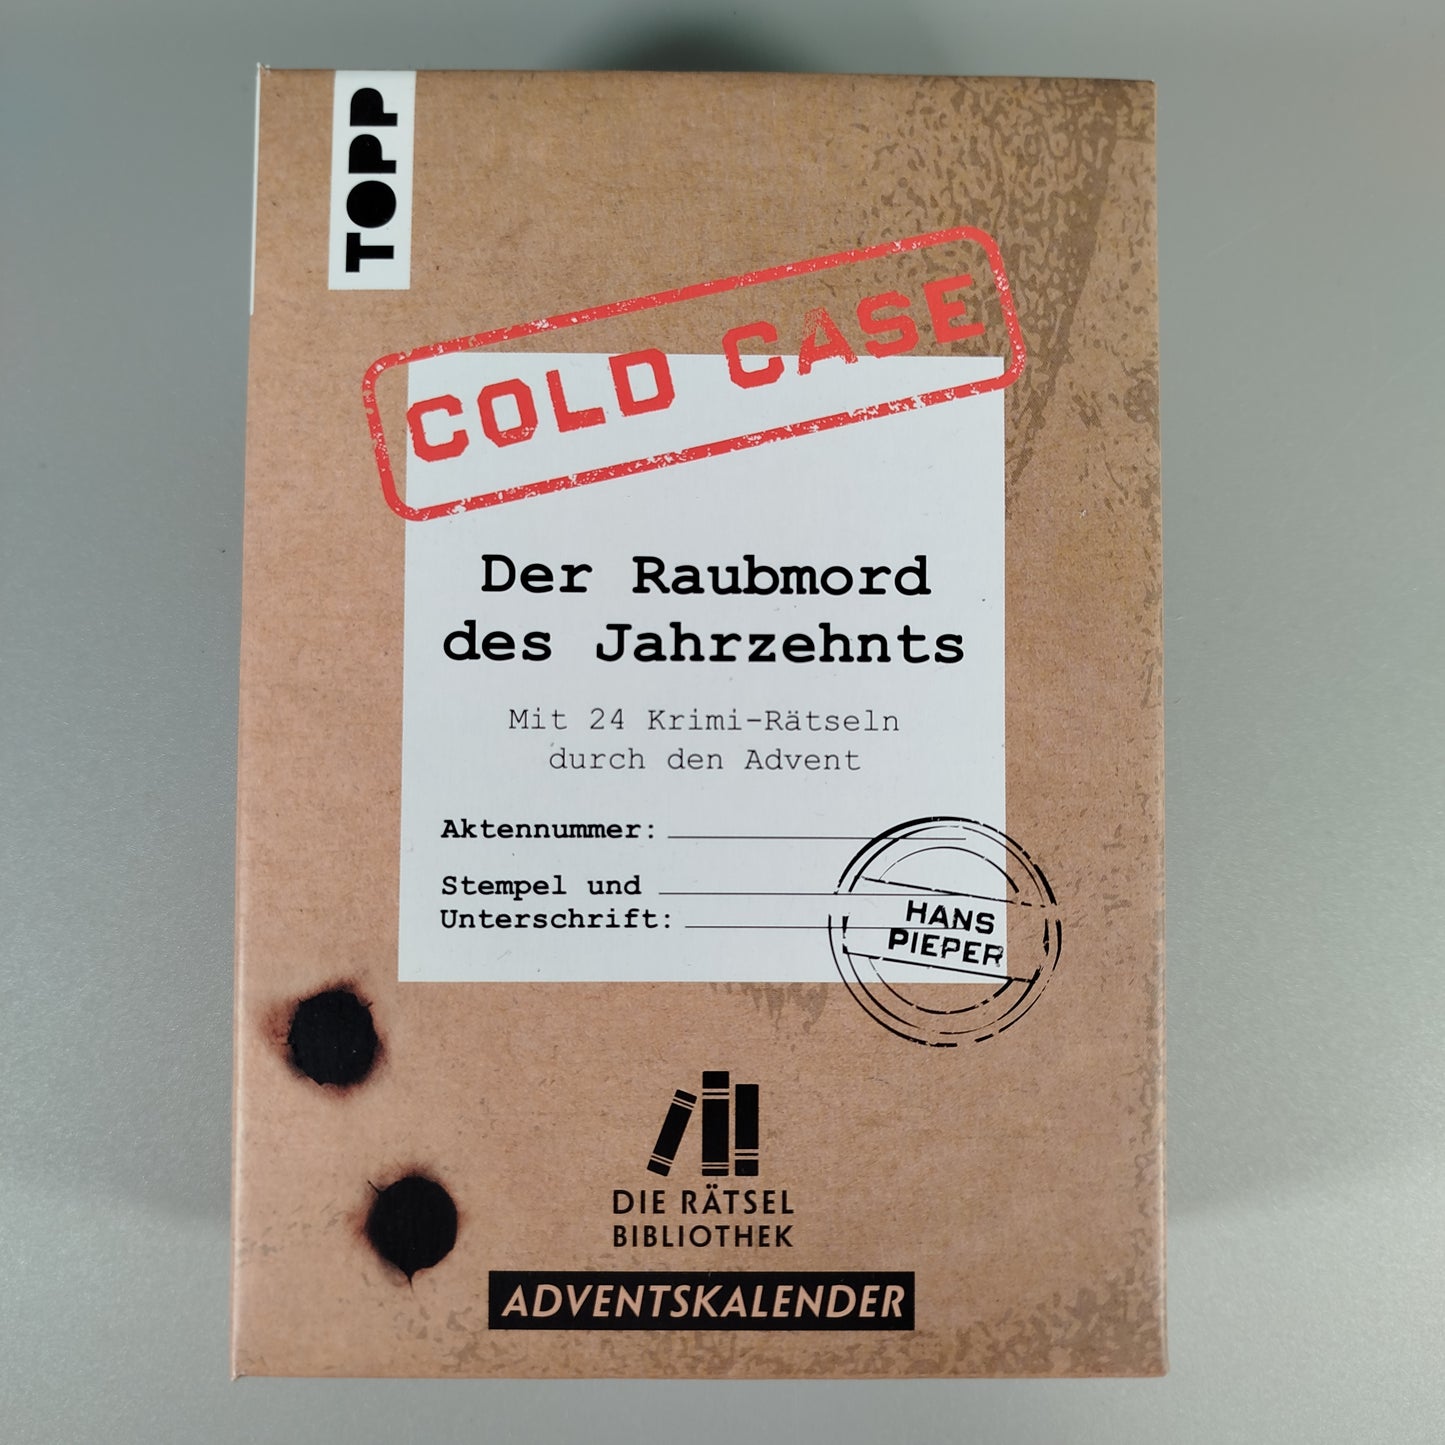 TOPP
COLD CASE
Der Raubmord
des Jahrzehnts
Mit 24 Krimi-Rätseln
durch den Advent
Aktennummer:
Stempel und
Unterschrift:
HANS
PIEPER
DIE RÄTSEL
BIBLIOTHEK
ADVENTSKALENDER